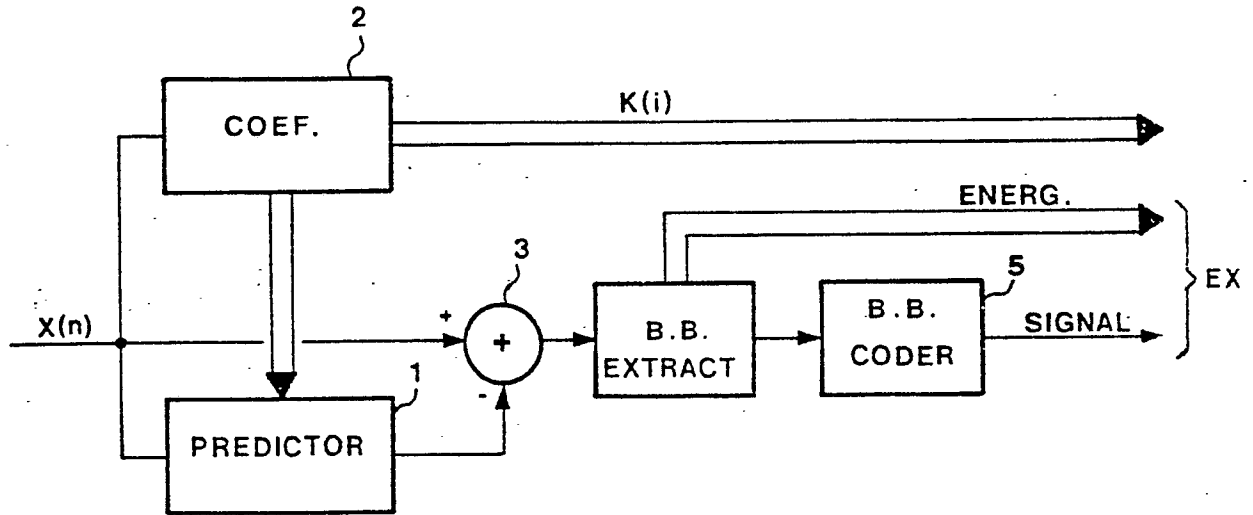 2
COEF.
K(i)
ENERG.
3
5
EX
X(n)
+
+
B.B.
EXTRACT
B.B.
CODER
SIGNAL
-
1
PREDICTOR